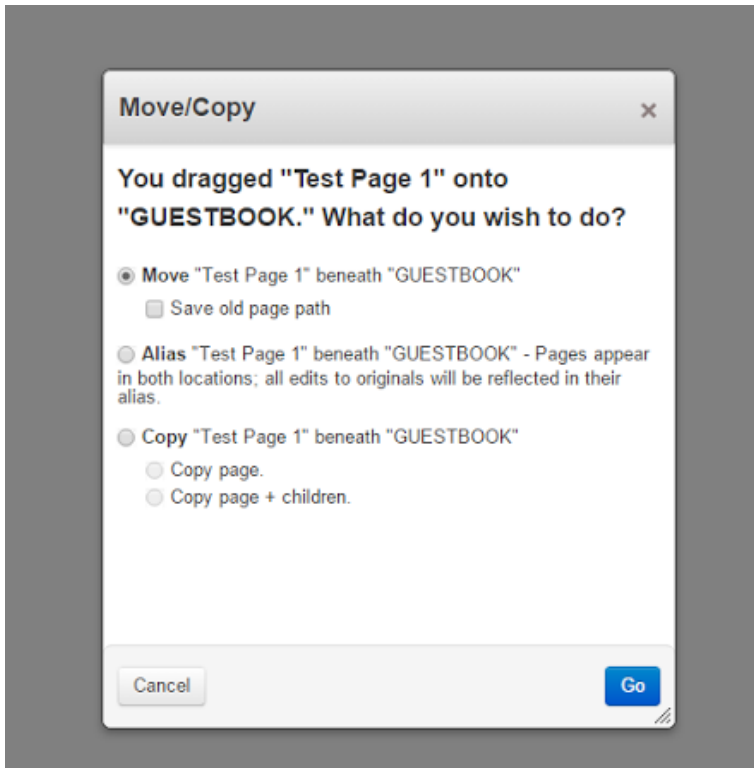 Move/Copy ×
You dragged "Test Page 1" onto
"GUESTBOOK." What do you wish to do?
Move "Test Page 1" beneath "GUESTBOOK"
Save old page path
Alias "Test Page 1" beneath "GUESTBOOK" - Pages appear
in both locations; all edits to originals will be reflected in their
alias.
Copy "Test Page 1" beneath "GUESTBOOK"
Copy page.
Copy page + children.
Cancel Go